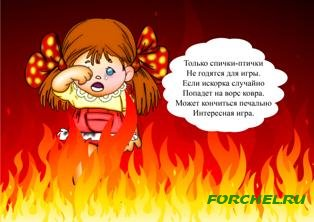 Только спички-птички
Не годятся для игры.
Если искорка случайно
Попадет на ворс ковра.
Может кончиться печально
Интересная игра.
FORCHEL.RU